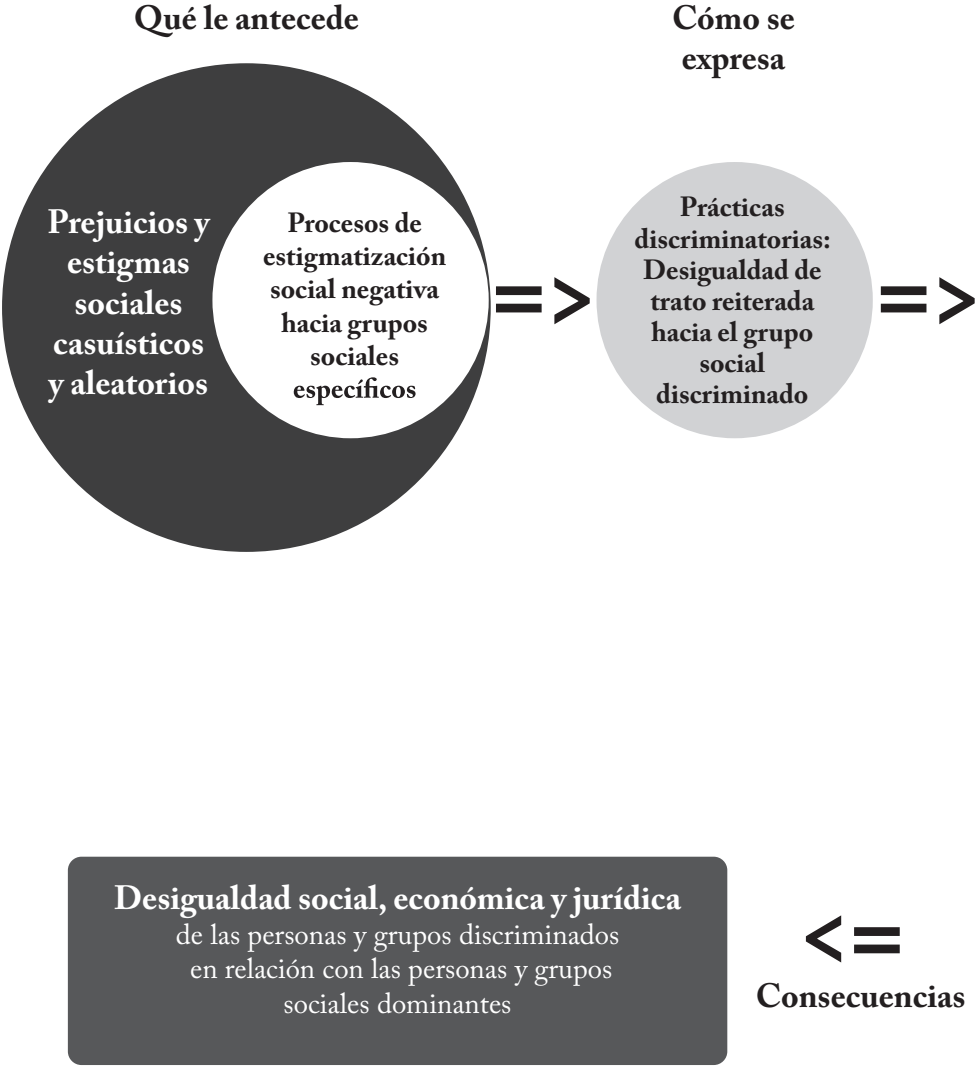 Qué le antecede
Cómo se
expresa
Prejuicios y
estigmas
sociales
casuísticos
y aleatorios
Procesos de
estigmatización
social negativa
hacia grupos
sociales
específicos
=>
Prácticas
discriminatorias:
Desigualdad de
trato reiterada
hacia el grupo
social
discriminado
=>
Desigualdad social, económica y jurídica
de las personas y grupos discriminados
en relación con las personas y grupos
sociales dominantes
<=
Consecuencias